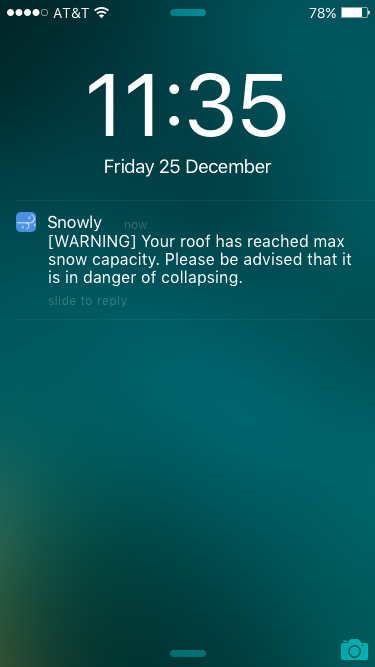 AT&T 78%
11:35
Friday 25 December
Snowly now
[WARNING] Your roof has reached max
snow capacity. Please be advised that it
is in danger of collapsing.
slide to reply